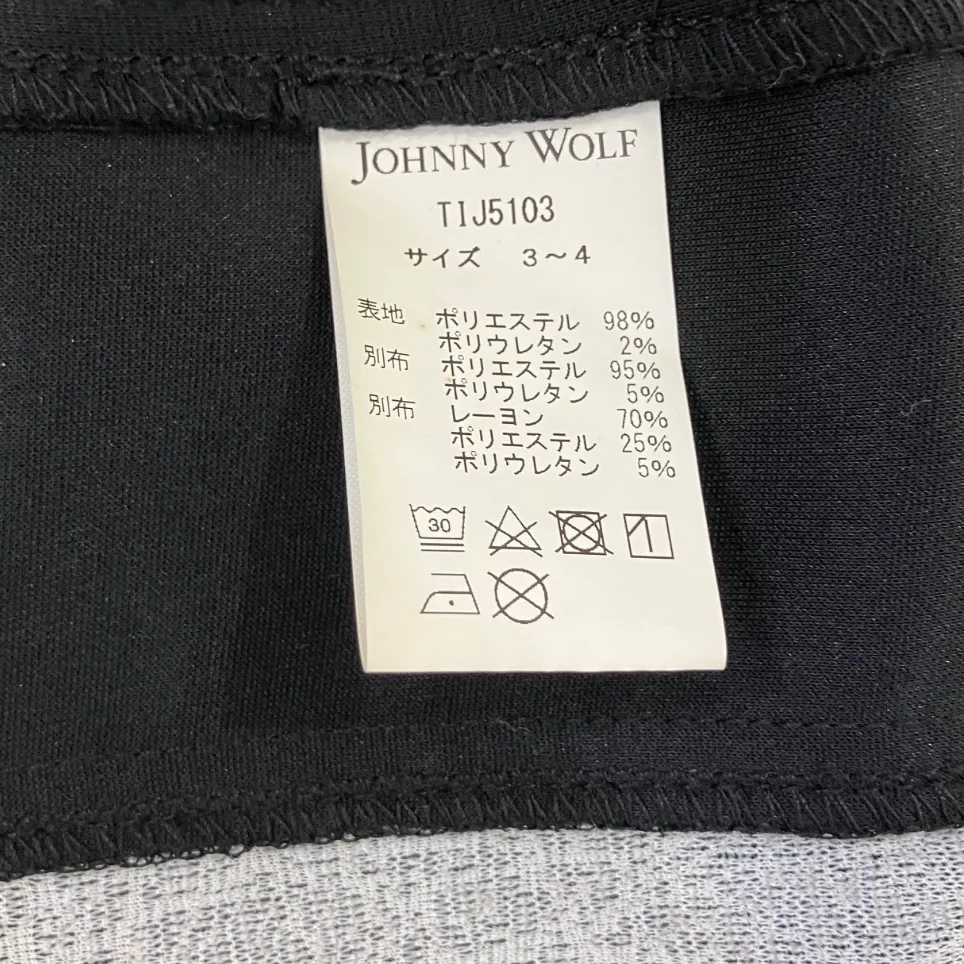 JOHNNY WOLF
TIJ5103
サイズ 3～4
表地 ポリエステル 98%
ポリウレタン 2%
別布 ポリエステル 95%
ポリウレタン 5%
別布 レーヨン 70%
ポリエステル 25%
ポリウレタン 5%
30